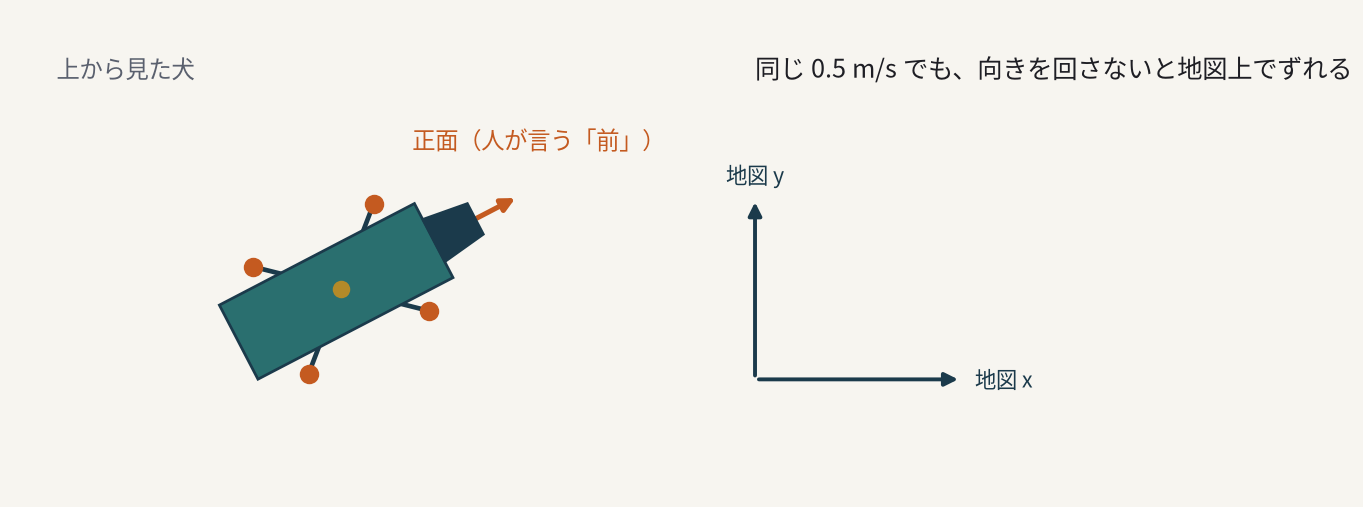 上から見た犬
同じ 0.5 m/s でも、向きを回さないと地図上でずれる
正面（人が言う「前」）
地図 y
地図 x